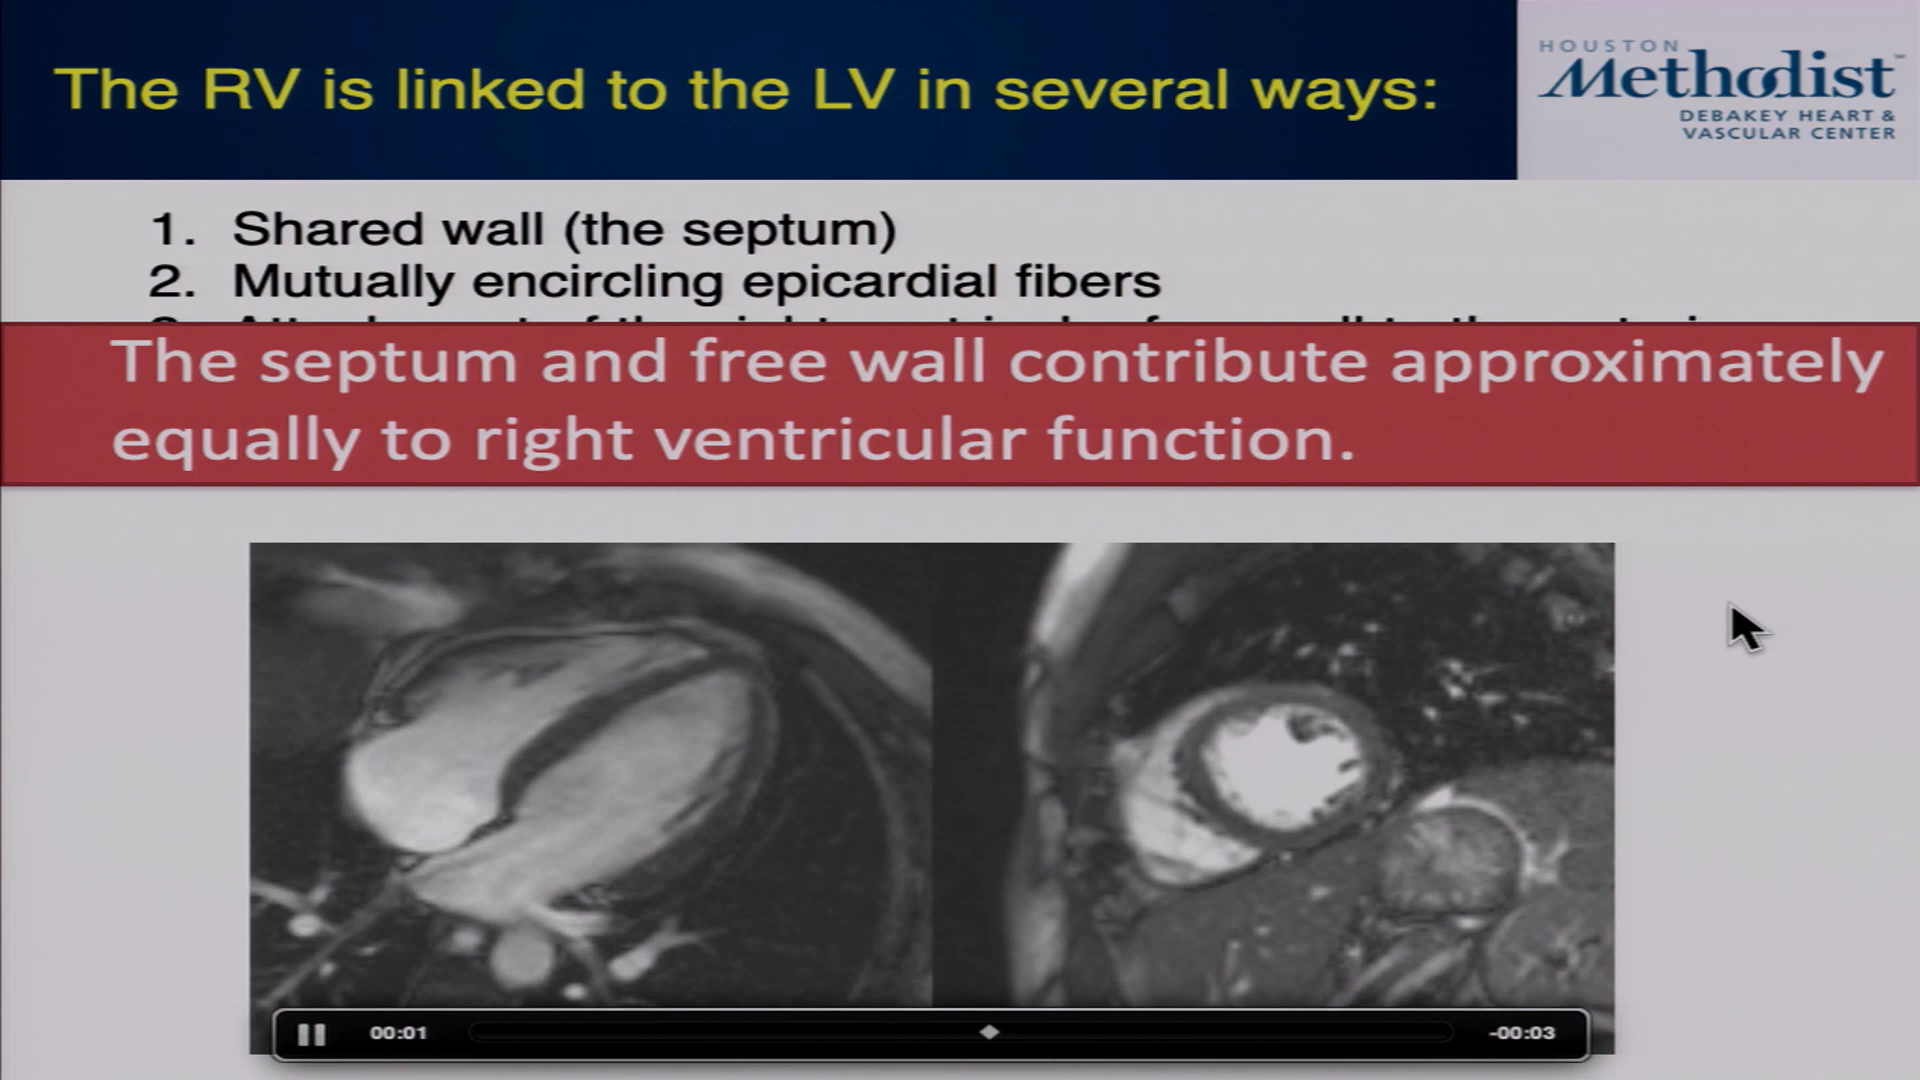 The RV is linked to the LV in several ways:
HOUSTON
Methodist
DEBAKEY HEART &
VASCULAR CENTER
1. Shared wall (the septum)
2. Mutually encircling epicardial fibers
The septum and free wall contribute approximately
equally to right ventricular function.
00:01
-00:03